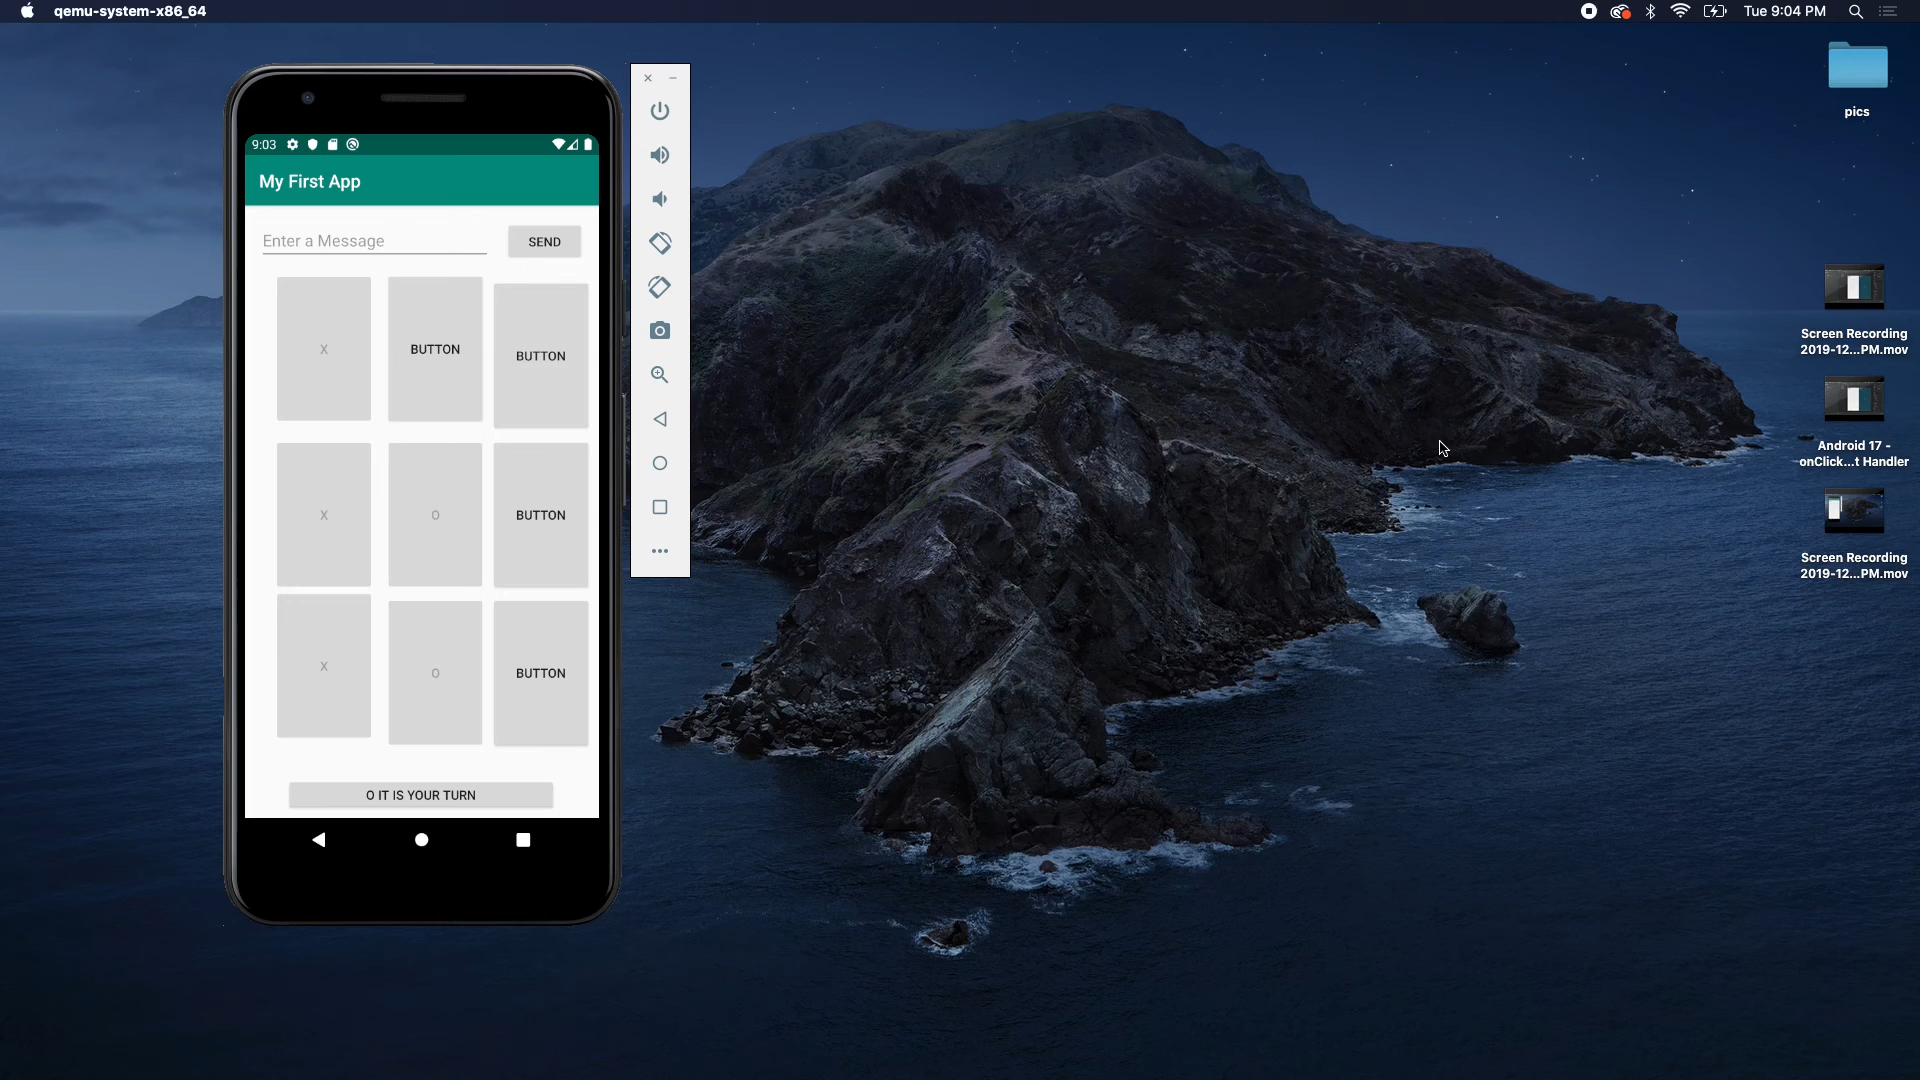 qemu-system-x86_64
Tue 9:04 PM
pics
9:03
My First App
Enter a Message
SEND
X
BUTTON
BUTTON
X
O
BUTTON
X
O
BUTTON
O IT IS YOUR TURN
Screen Recording
2019-12...PM.mov
Android 17 -
onClick...t Handler
Screen Recording
2019-12...PM.mov